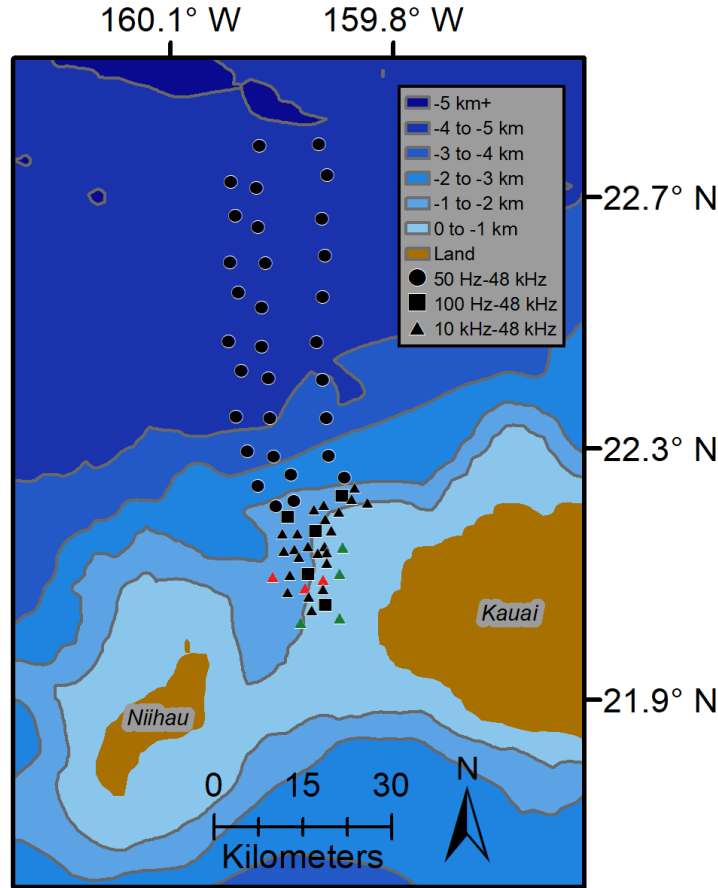 160.1° W 159.8° W
-5 km+
-4 to -5 km
-3 to -4 km
-2 to -3 km
-1 to -2 km
0 to -1 km
Land
50 Hz-48 kHz
100 Hz-48 kHz
10 kHz-48 kHz
22.7° N
22.3° N
Kauai
21.9° N
Niihau
N
0 15 30
Kilometers